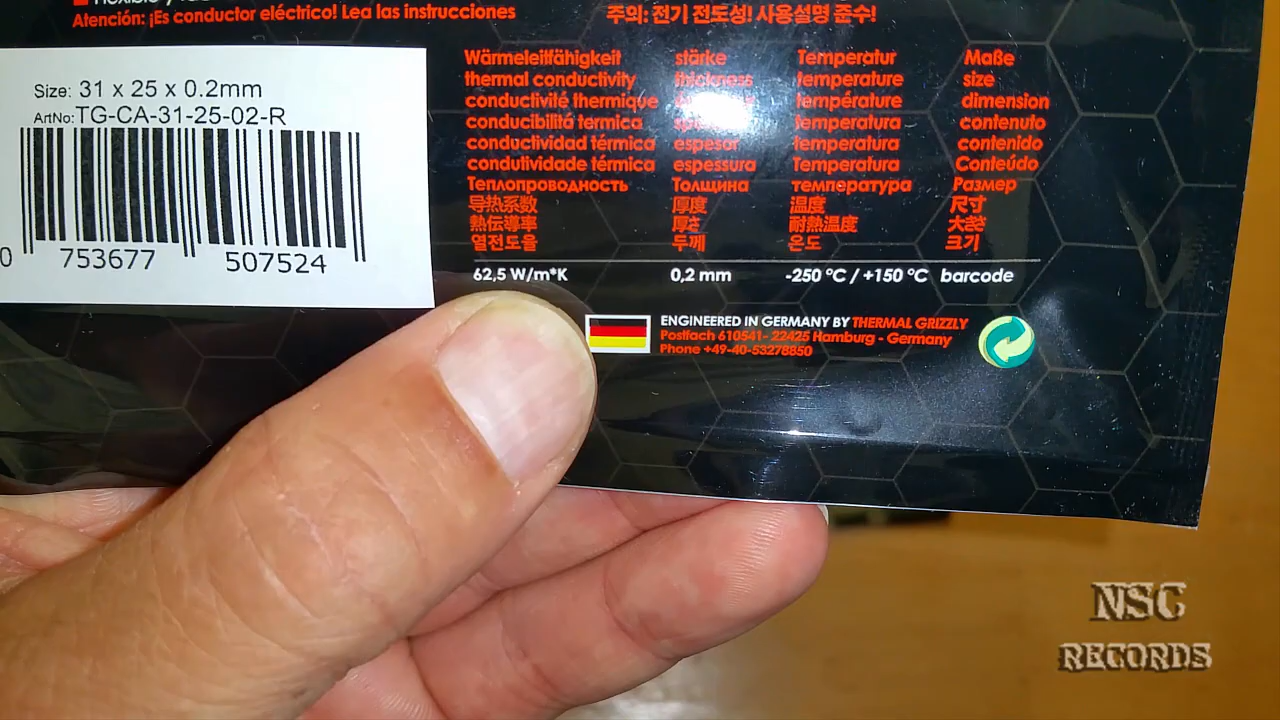 Atención: ¡Es conductor eléctrico! Lea las instrucciones
주의: 전기 전도성! 사용설명 준수!
Size: 31 x 25 x 0.2mm
ArtNo: TG-CA-31-25-02-R
0 753677 507524
Wärmeleitfähigkeit stärke Temperatur Maße
thermal conductivity thickness temperature size
conductivité thermique température dimension
conducibilitá termica temperatura contenuto
conductividad térmica espesor temperatura contenido
condutividade térmica espessura Temperatura Conteúdo
Теплопроводность Толщина температура Размер
导热系数 厚度 温度 尺寸
熱伝導率 厚さ 耐熱温度 大きさ
열전도율 두께 온도 크기
62,5 W/m*K 0,2 mm -250 °C / +150 °C barcode
ENGINEERED IN GERMANY BY THERMAL GRIZZLY
Postfach 610541- 22425 Hamburg - Germany
Phone +49-40-53278850
NSC
RECORDS